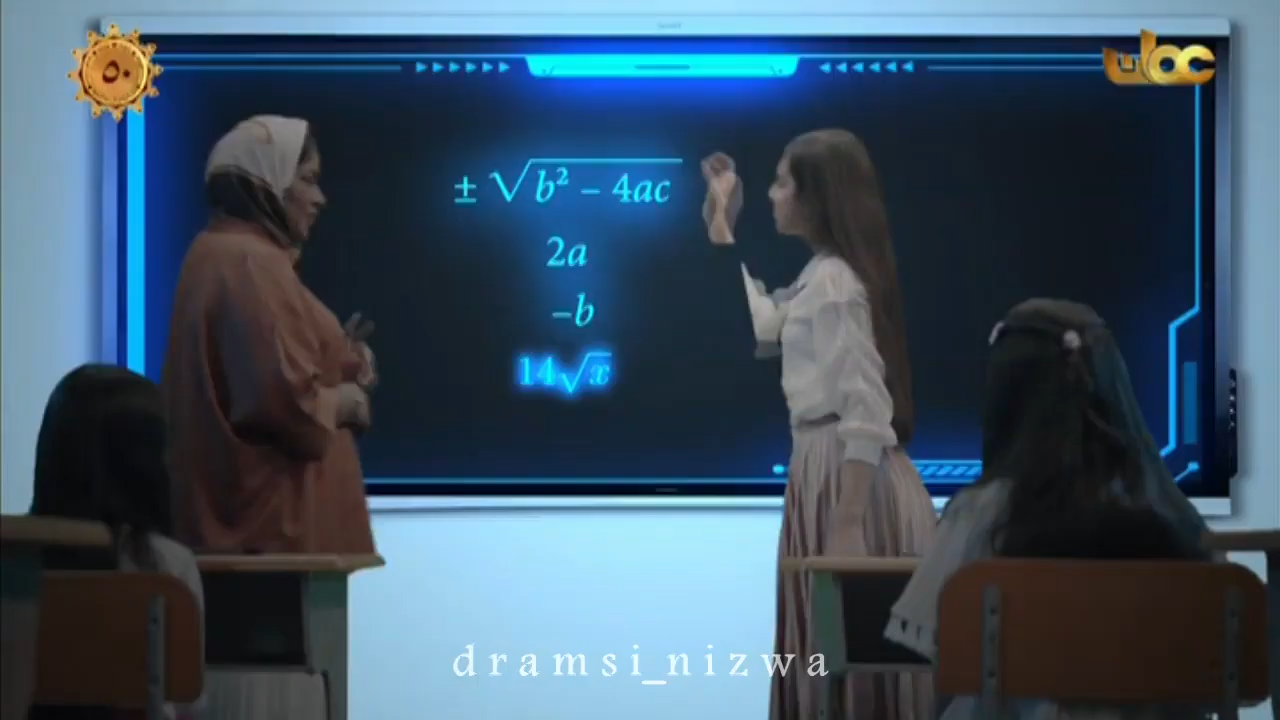 ٥٠
± √b² – 4ac
2a
–b
14√x
dramsi_nizwa